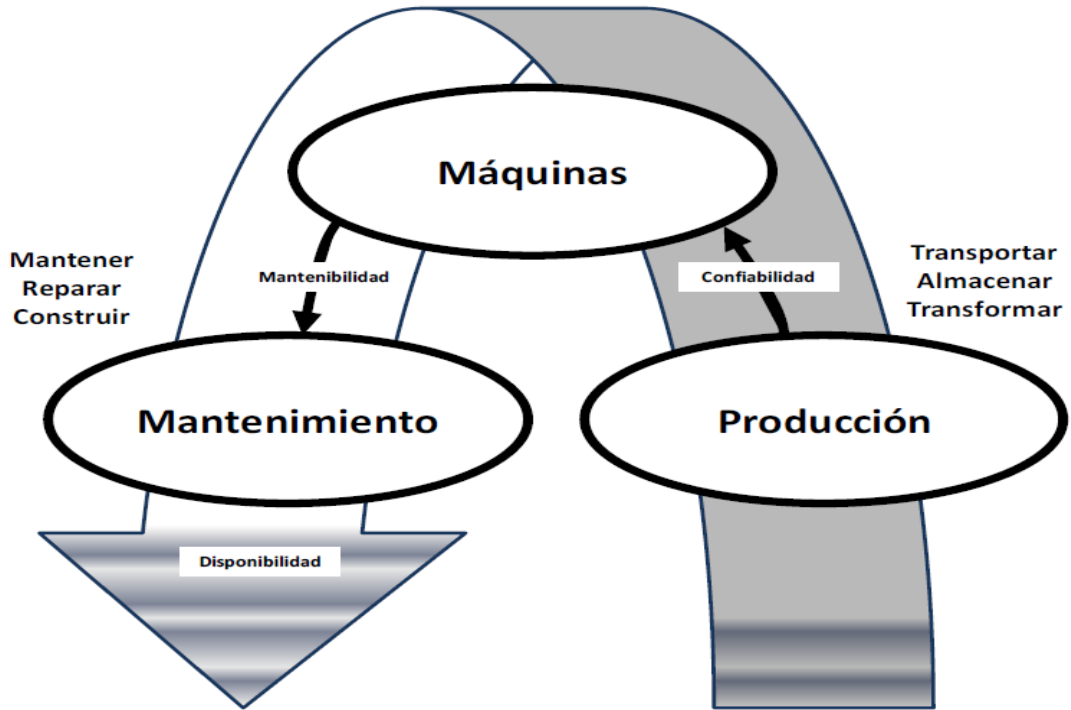 Máquinas
Mantener
Reparar
Construir
Mantenibilidad
Confiabilidad
Transportar
Almacenar
Transformar
Mantenimiento
Producción
Disponibilidad